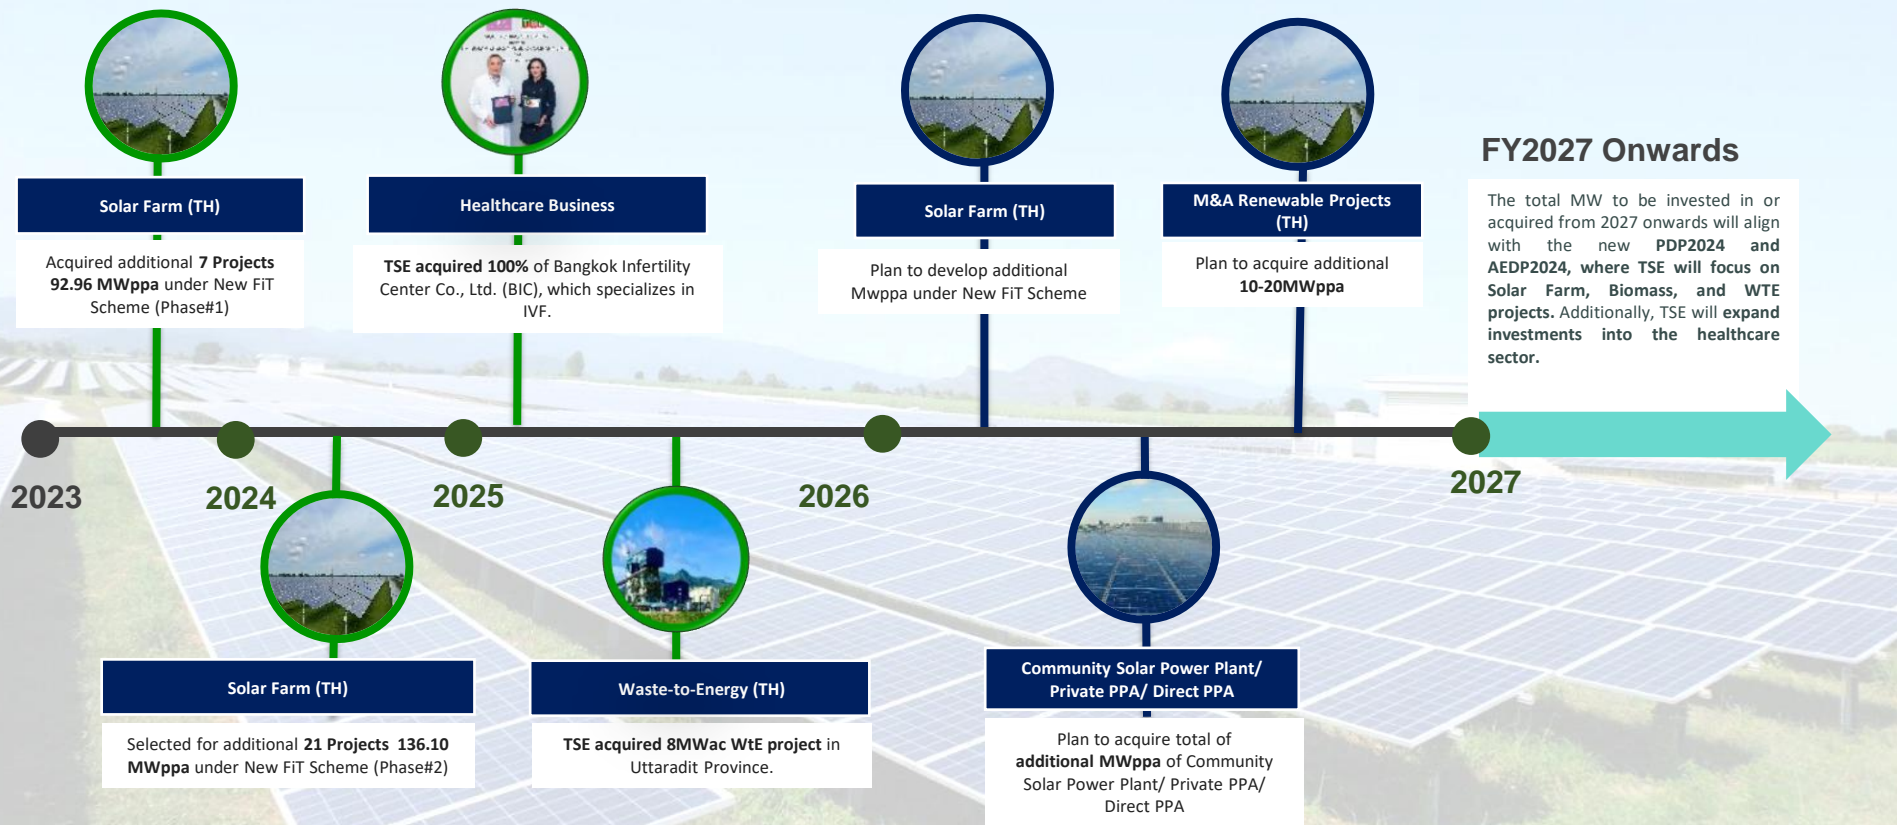 Solar Farm (TH)
Acquired additional 7 Projects
92.96 MWppa under New FiT
Scheme (Phase#1)
Healthcare Business
TSE acquired 100% of Bangkok Infertility
Center Co., Ltd. (BIC), which specializes in
IVF.
Solar Farm (TH)
Plan to develop additional
Mwppa under New FiT Scheme
M&A Renewable Projects
(TH)
Plan to acquire additional
10-20MWppa
FY2027 Onwards
The total MW to be invested in or
acquired from 2027 onwards will align
with the new PDP2024 and
AEDP2024, where TSE will focus on
Solar Farm, Biomass, and WTE
projects. Additionally, TSE will expand
investments into the healthcare
sector.
2023
2024
2025
2026
2027
Solar Farm (TH)
Selected for additional 21 Projects 136.10
MWppa under New FiT Scheme (Phase#2)
Waste-to-Energy (TH)
TSE acquired 8MWac WtE project in
Uttaradit Province.
Community Solar Power Plant/
Private PPA/ Direct PPA
Plan to acquire total of
additional MWppa of Community
Solar Power Plant/ Private PPA/
Direct PPA